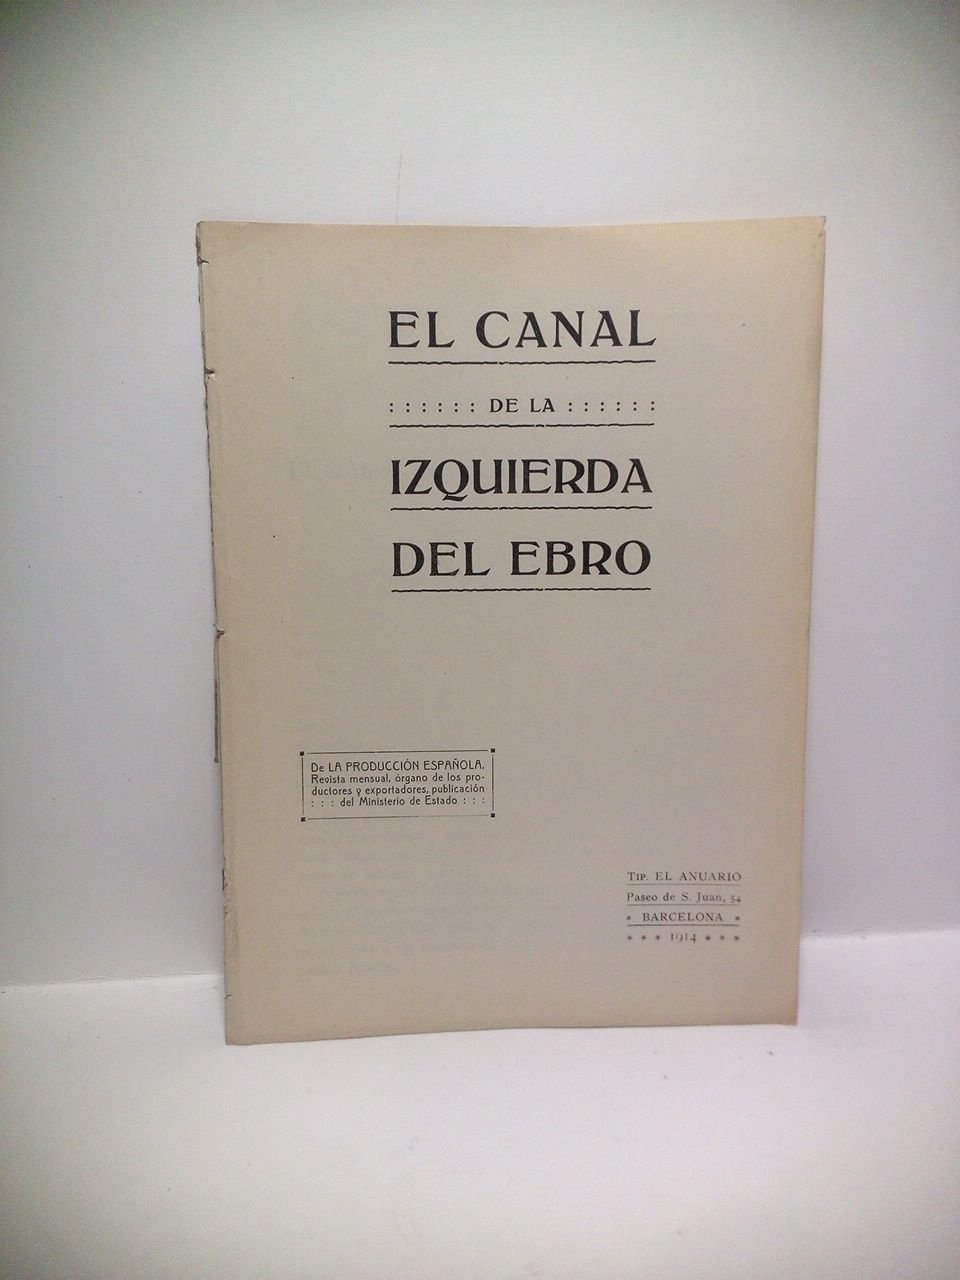 EL CANAL
: : : : : : DE LA : : : : : :
IZQUIERDA
DEL EBRO
De LA PRODUCCIÓN ESPAÑOLA,
Revista mensual, órgano de los pro-
ductores y exportadores, publicación
: : : del Ministerio de Estado : : :
TIP. EL ANUARIO
Paseo de S. Juan, 54
* BARCELONA *
* * * 1914 * * *